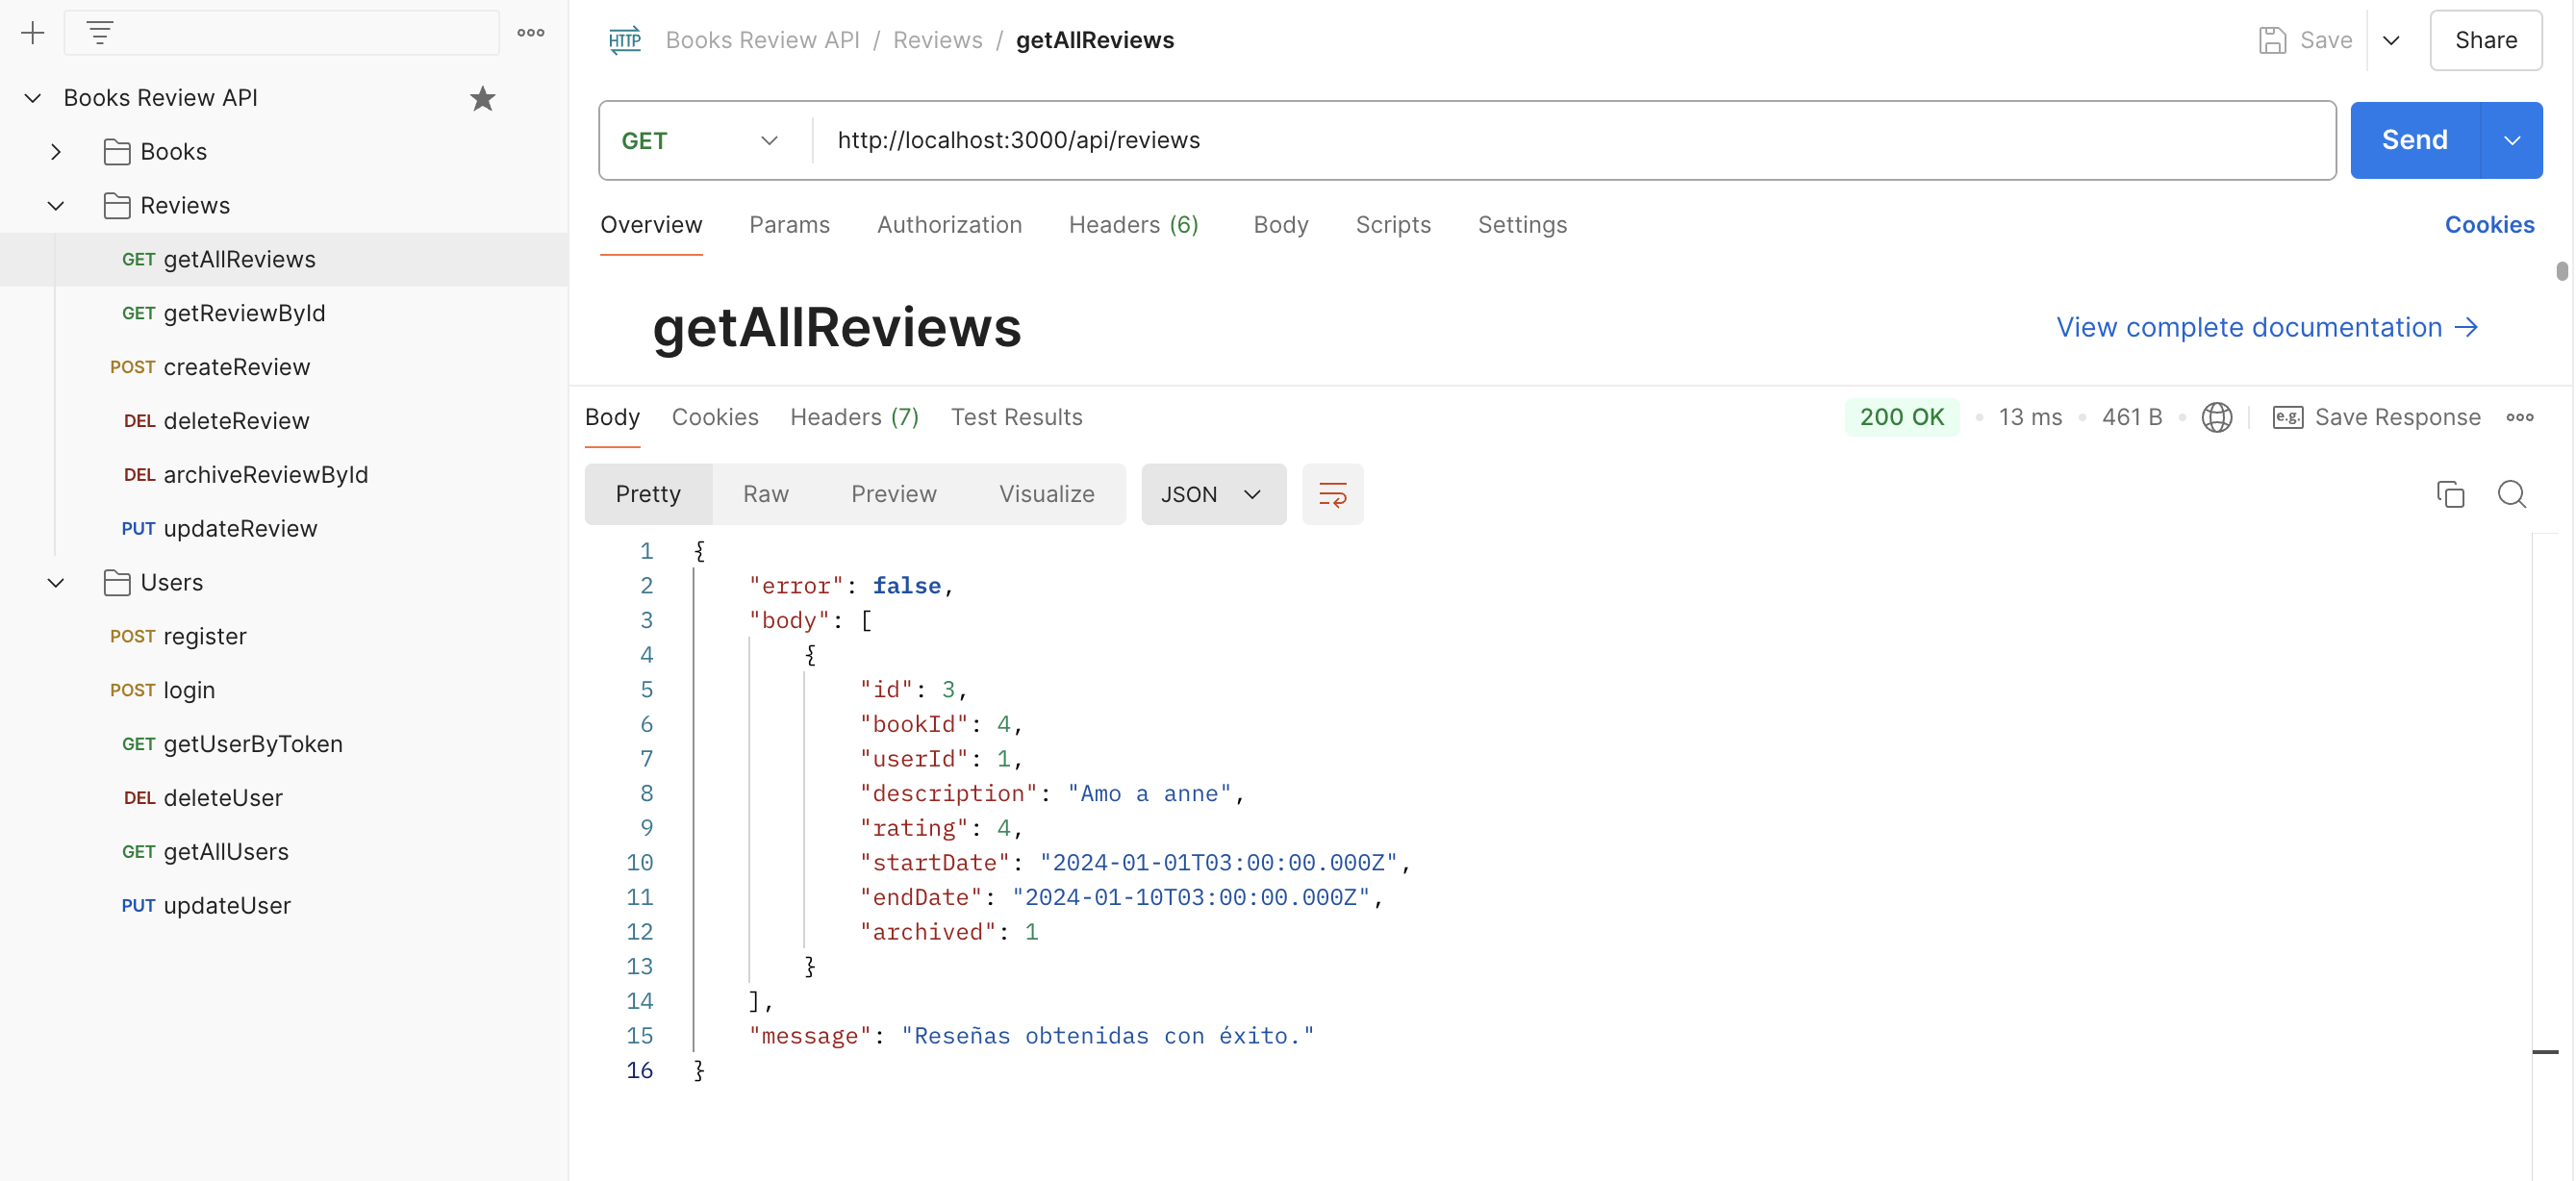 Books Review API
Books
Reviews
GET getAllReviews
GET getReviewById
POST createReview
DEL deleteReview
DEL archiveReviewById
PUT updateReview
Users
POST register
POST login
GET getUserByToken
DEL deleteUser
GET getAllUsers
PUT updateUser
HTTP Books Review API / Reviews / getAllReviews
Save
Share
GET http://localhost:3000/api/reviews
Send
Overview Params Authorization Headers (6) Body Scripts Settings
Cookies
getAllReviews
View complete documentation →
Body Cookies Headers (7) Test Results
200 OK • 13 ms • 461 B • e.g. Save Response
Pretty Raw Preview Visualize JSON
1 {
2 "error": false,
3 "body": [
4 {
5 "id": 3,
6 "bookId": 4,
7 "userId": 1,
8 "description": "Amo a anne",
9 "rating": 4,
10 "startDate": "2024-01-01T03:00:00.000Z",
11 "endDate": "2024-01-10T03:00:00.000Z",
12 "archived": 1
13 }
14 ],
15 "message": "Reseñas obtenidas con éxito."
16 }